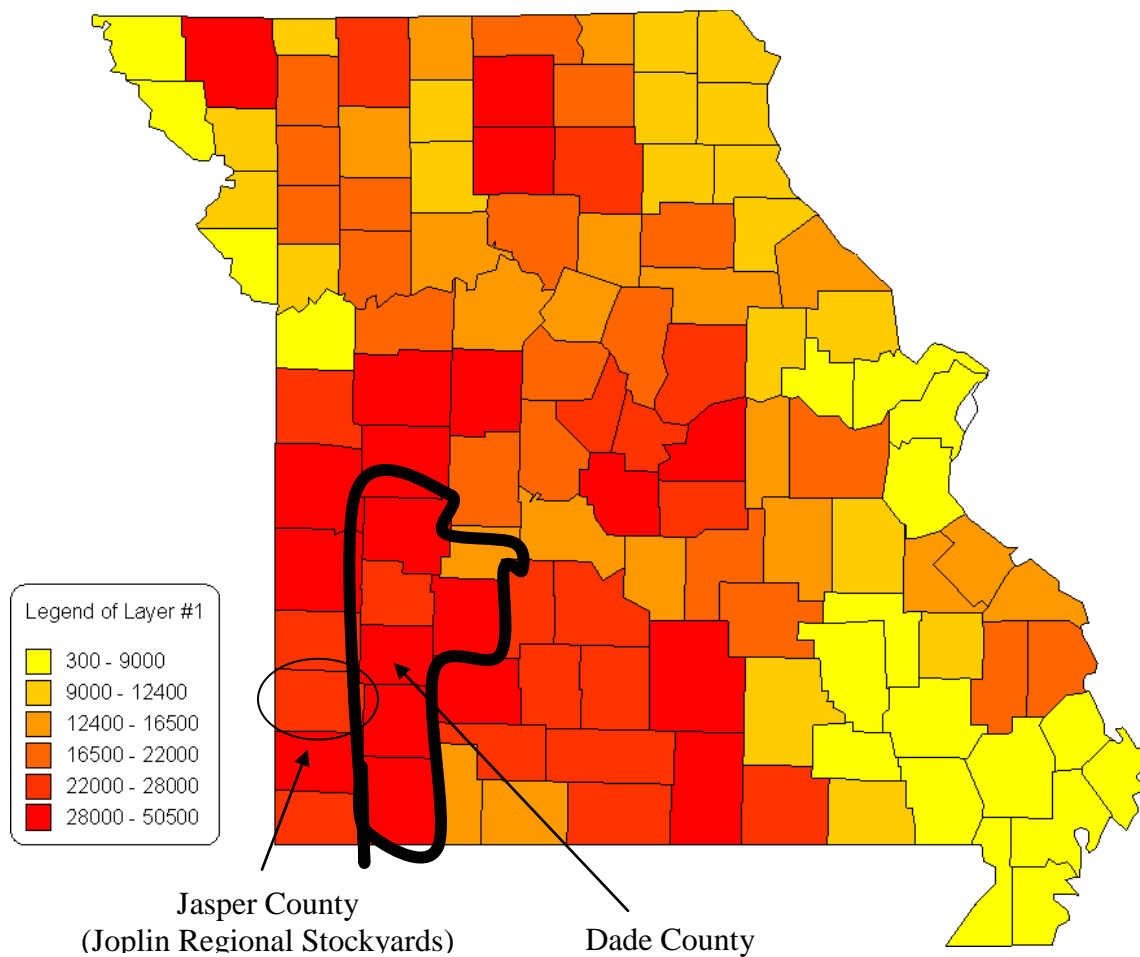 Legend of Layer #1
300 - 9000
9000 - 12400
12400 - 16500
16500 - 22000
22000 - 28000
28000 - 50500
Jasper County
(Joplin Regional Stockyards)
Dade County